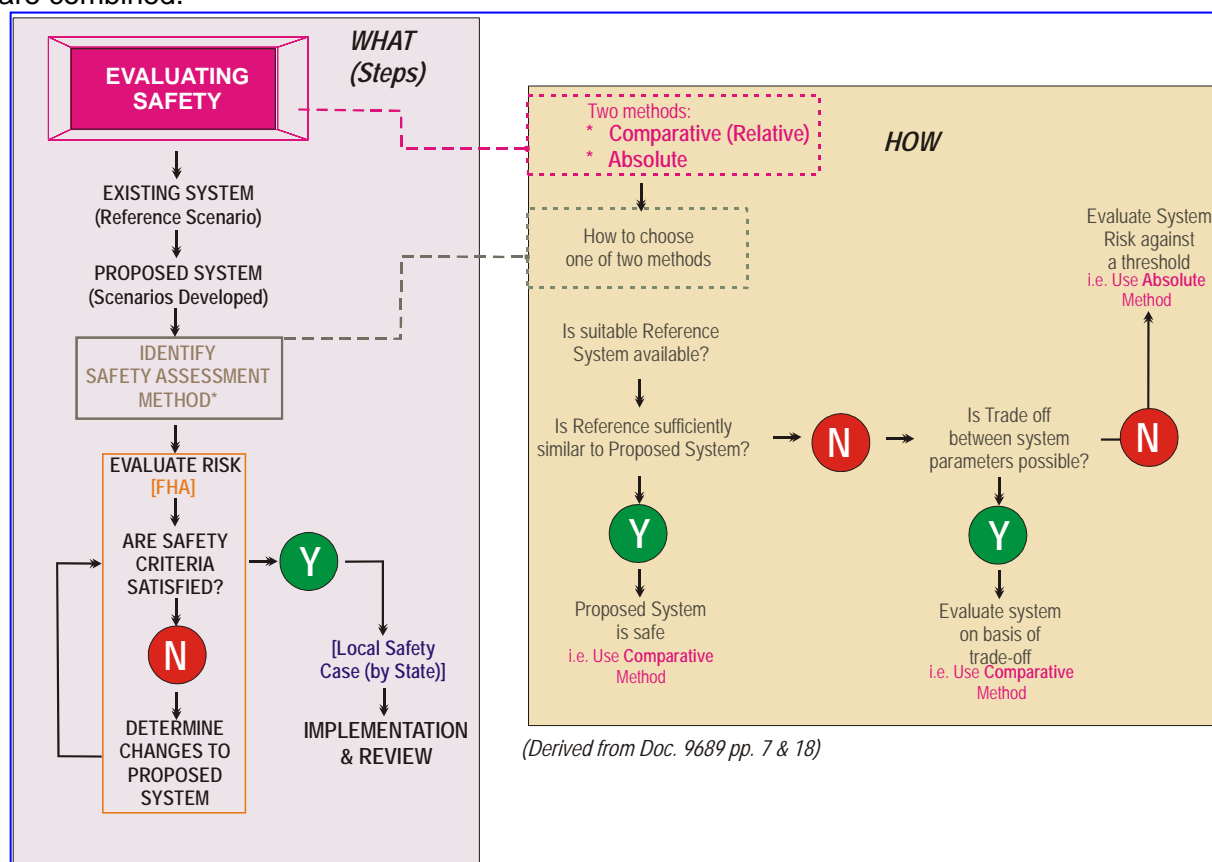 are combined.
WHAT
(Steps)
EVALUATING
SAFETY
EXISTING SYSTEM
(Reference Scenario)
PROPOSED SYSTEM
(Scenarios Developed)
IDENTIFY
SAFETY ASSESSMENT
METHOD*
EVALUATE RISK
[FHA]
ARE SAFETY
CRITERIA
SATISFIED?
Y
N
[Local Safety
Case (by State)]
DETERMINE
CHANGES TO
PROPOSED
SYSTEM
IMPLEMENTATION
& REVIEW
HOW
Two methods:
* Comparative (Relative)
* Absolute
How to choose
one of two methods
Is suitable Reference
System available?
Is Reference sufficiently
similar to Proposed System?
N
Is Trade off
between system
parameters possible?
N
Evaluate System
Risk against
a threshold
i.e. Use Absolute
Method
Y
Proposed System
is safe
i.e. Use Comparative
Method
Y
Evaluate system
on basis of
trade-off
i.e. Use Comparative
Method
(Derived from Doc. 9689 pp. 7 & 18)